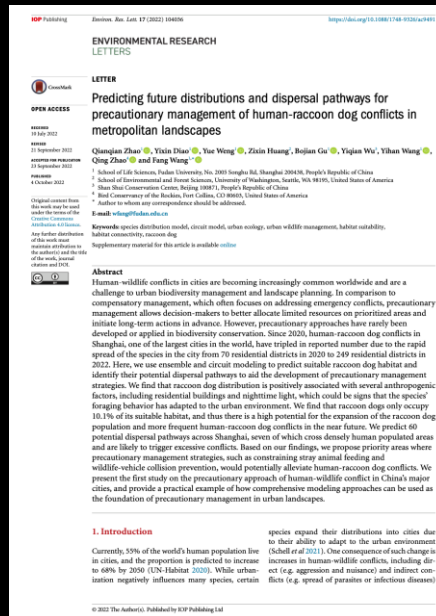 IOP Publishing
Environ. Res. Lett. 17 (2022) 104056
https://doi.org/10.1088/1748-9326/ac9491
ENVIRONMENTAL RESEARCH
LETTERS
CrossMark
OPEN ACCESS
RECEIVED
10 July 2022
REVISED
21 September 2022
ACCEPTED FOR PUBLICATION
23 September 2022
PUBLISHED
4 October 2022
Original content from
this work may be used
under the terms of the
Creative Commons
Attribution 4.0 licence.
Any further distribution
of this work must
maintain attribution to
the author(s) and the title
of the work, journal
citation and DOI.
LETTER
Predicting future distributions and dispersal pathways for
precautionary management of human-raccoon dog conflicts in
metropolitan landscapes
Qianqian Zhao, Yixin Diao, Yue Weng, Zixin Huang, Bojian Gu, Yiqian Wu, Yihan Wang,
Qing Zhao and Fang Wang
1 School of Life Sciences, Fudan University, No. 2005 Songhu Rd, Shanghai 200438, People's Republic of China
2 School of Environmental and Forest Sciences, University of Washington, Seattle, WA 98195, United States of America
3 Shan Shui Conservation Center, Beijing 100871, People's Republic of China
4 Bird Conservancy of the Rockies, Fort Collins, CO 80603, United States of America
* Author to whom any correspondence should be addressed.
E-mail: wfang@fudan.edu.cn
Keywords: species distribution model, circuit model, urban ecology, urban wildlife management, habitat suitability,
habitat connectivity, raccoon dog
Supplementary material for this article is available online
Abstract
Human-wildlife conflicts in cities are becoming increasingly common worldwide and are a
challenge to urban biodiversity management and landscape planning. In comparison to
compensatory management, which often focuses on addressing emergency conflicts, precautionary
management allows decision-makers to better allocate limited resources on prioritized areas and
initiate long-term actions in advance. However, precautionary approaches have rarely been
developed or applied in biodiversity conservation. Since 2020, human-raccoon dog conflicts in
Shanghai, one of the largest cities in the world, have tripled in reported number due to the rapid
spread of the species in the city from 70 residential districts in 2020 to 249 residential districts in
2022. Here, we use ensemble and circuit modeling to predict suitable raccoon dog habitat and
identify their potential dispersal pathways to aid the development of precautionary management
strategies. We find that raccoon dog distribution is positively associated with several anthropogenic
factors, including residential buildings and nighttime light, which could be signs that the species'
foraging behavior has adapted to the urban environment. We find that raccoon dogs only occupy
10.1% of its suitable habitat, and thus there is a high potential for the expansion of the raccoon dog
population and more frequent human-raccoon dog conflicts in the near future. We predict 60
potential dispersal pathways across Shanghai, seven of which cross densely human populated areas
and are likely to trigger excessive conflicts. Based on our findings, we propose priority areas where
precautionary management strategies, such as constraining stray animal feeding and
wildlife-vehicle collision prevention, would potentially alleviate human-raccoon dog conflicts. We
present the first study on the precautionary approach of human-wildlife conflict in China's major
cities, and provide a practical example of how comprehensive modeling approaches can be used as
the foundation of precautionary management in urban landscapes.
1. Introduction
Currently, 55% of the world's human population live
in cities, and the proportion is predicted to increase
to 68% by 2050 (UN-Habitat 2020). While urban-
ization negatively influences many species, certain
species expand their distributions into cities due
to their ability to adapt to the urban environment
(Schell et al 2021). One consequence of such change is
increases in human-wildlife conflicts, including dir-
ect (e.g. aggression and nuisance) and indirect con-
flicts (e.g. spread of parasites or infectious diseases)
© 2022 The Author(s). Published by IOP Publishing Ltd